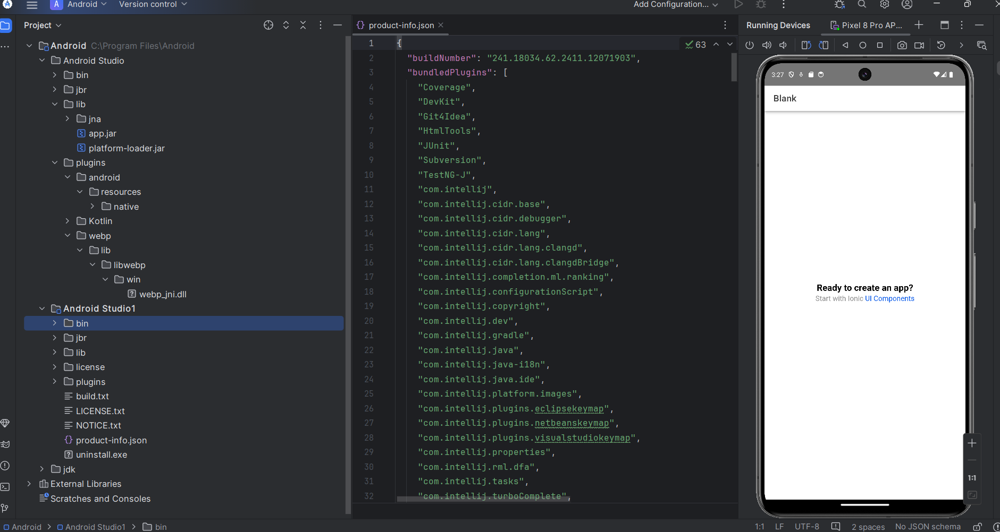 A Android Version control Add Configuration...
Project
Android C:\Program Files\Android
Android Studio
bin
jbr
lib
jna
app.jar
platform-loader.jar
plugins
android
resources
native
Kotlin
webp
lib
libwebp
win
webp_jni.dll
Android Studio1
bin
jbr
lib
license
plugins
build.txt
LICENSE.txt
NOTICE.txt
product-info.json
uninstall.exe
jdk
External Libraries
Scratches and Consoles
product-info.json
63
1 {
2 "buildNumber": "241.18034.62.2411.12071903",
3 "bundledPlugins": [
4 "Coverage",
5 "DevKit",
6 "Git4Idea",
7 "HtmlTools",
8 "JUnit",
9 "Subversion",
10 "TestNG-J",
11 "com.intellij",
12 "com.intellij.cidr.base",
13 "com.intellij.cidr.debugger",
14 "com.intellij.cidr.lang",
15 "com.intellij.cidr.lang.clangd",
16 "com.intellij.cidr.lang.clangdBridge",
17 "com.intellij.completion.ml.ranking",
18 "com.intellij.configurationScript",
19 "com.intellij.copyright",
20 "com.intellij.dev",
21 "com.intellij.gradle",
22 "com.intellij.java",
23 "com.intellij.java-i18n",
24 "com.intellij.java.ide",
25 "com.intellij.platform.images",
26 "com.intellij.plugins.eclipsekeymap",
27 "com.intellij.plugins.netbeanskeymap",
28 "com.intellij.plugins.visualstudiokeymap",
29 "com.intellij.properties",
30 "com.intellij.rml.dfa",
31 "com.intellij.tasks",
32 "com.intellij.turboComplete",
Running Devices Pixel 8 Pro AP...
3:27
Blank
Ready to create an app?
Start with Ionic UI Components
1:1
Android > Android Studio1 > bin
1:1 LF UTF-8 2 spaces No JSON schema